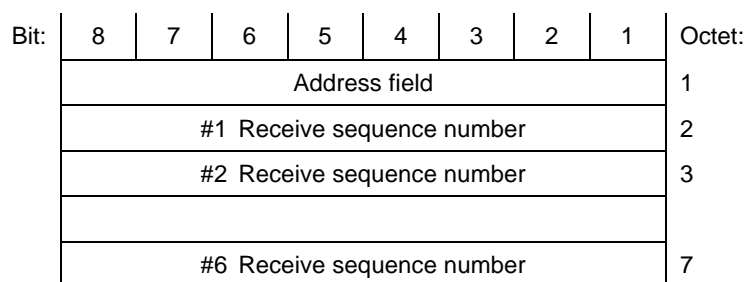 Bit: 8 7 6 5 4 3 2 1 Octet:
Address field 1
#1 Receive sequence number 2
#2 Receive sequence number 3
#6 Receive sequence number 7